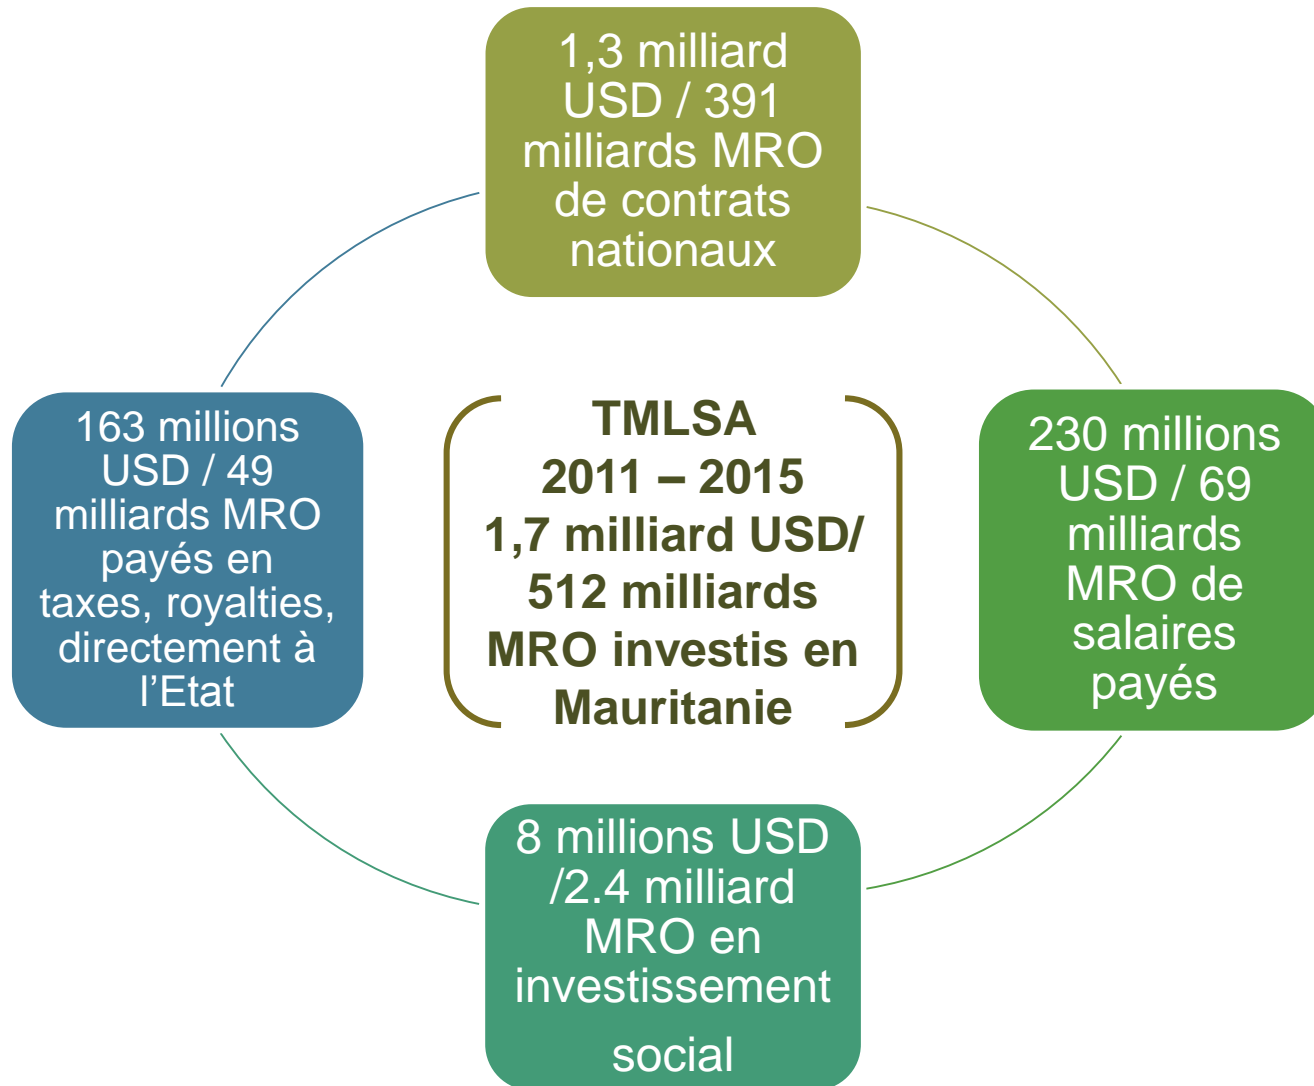 1,3 milliard
USD / 391
milliards MRO
de contrats
nationaux
163 millions
USD / 49
milliards MRO
payés en
taxes, royalties,
directement à
l’Etat
TMLSA
2011 – 2015
1,7 milliard USD/
512 milliards
MRO investis en
Mauritanie
230 millions
USD / 69
milliards
MRO de
salaires
payés
8 millions USD
/2.4 milliard
MRO en
investissement
social